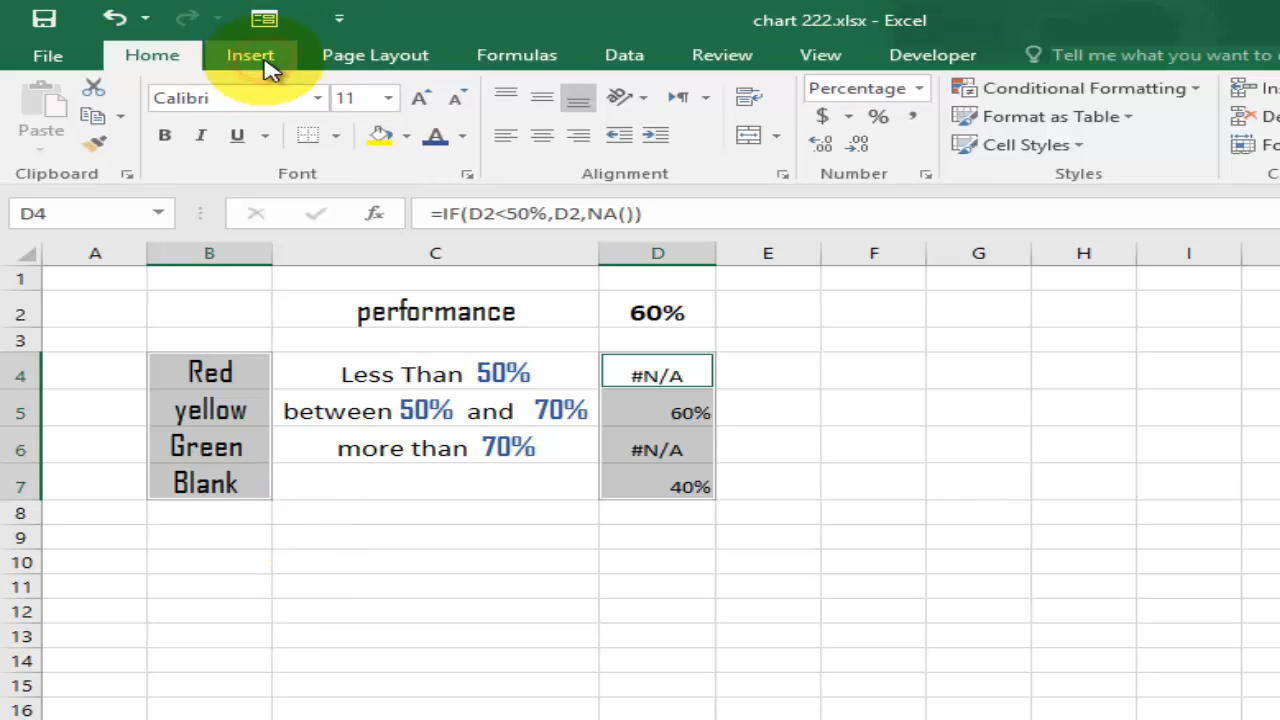 chart 222.xlsx - Excel
File Home Insert Page Layout Formulas Data Review View Developer Tell me what you want to
Calibri 11 Percentage Conditional Formatting
Paste $ % , Format as Table
B I U A Cell Styles
Clipboard Font Alignment Number Styles
D4 fx =IF(D2<50%,D2,NA())
A B C D E F G H I
1
2 performance 60%
3
4 Red Less Than 50% #N/A
5 yellow between 50% and 70% 60%
6 Green more than 70% #N/A
7 Blank 40%
8
9
10
11
12
13
14
15
16